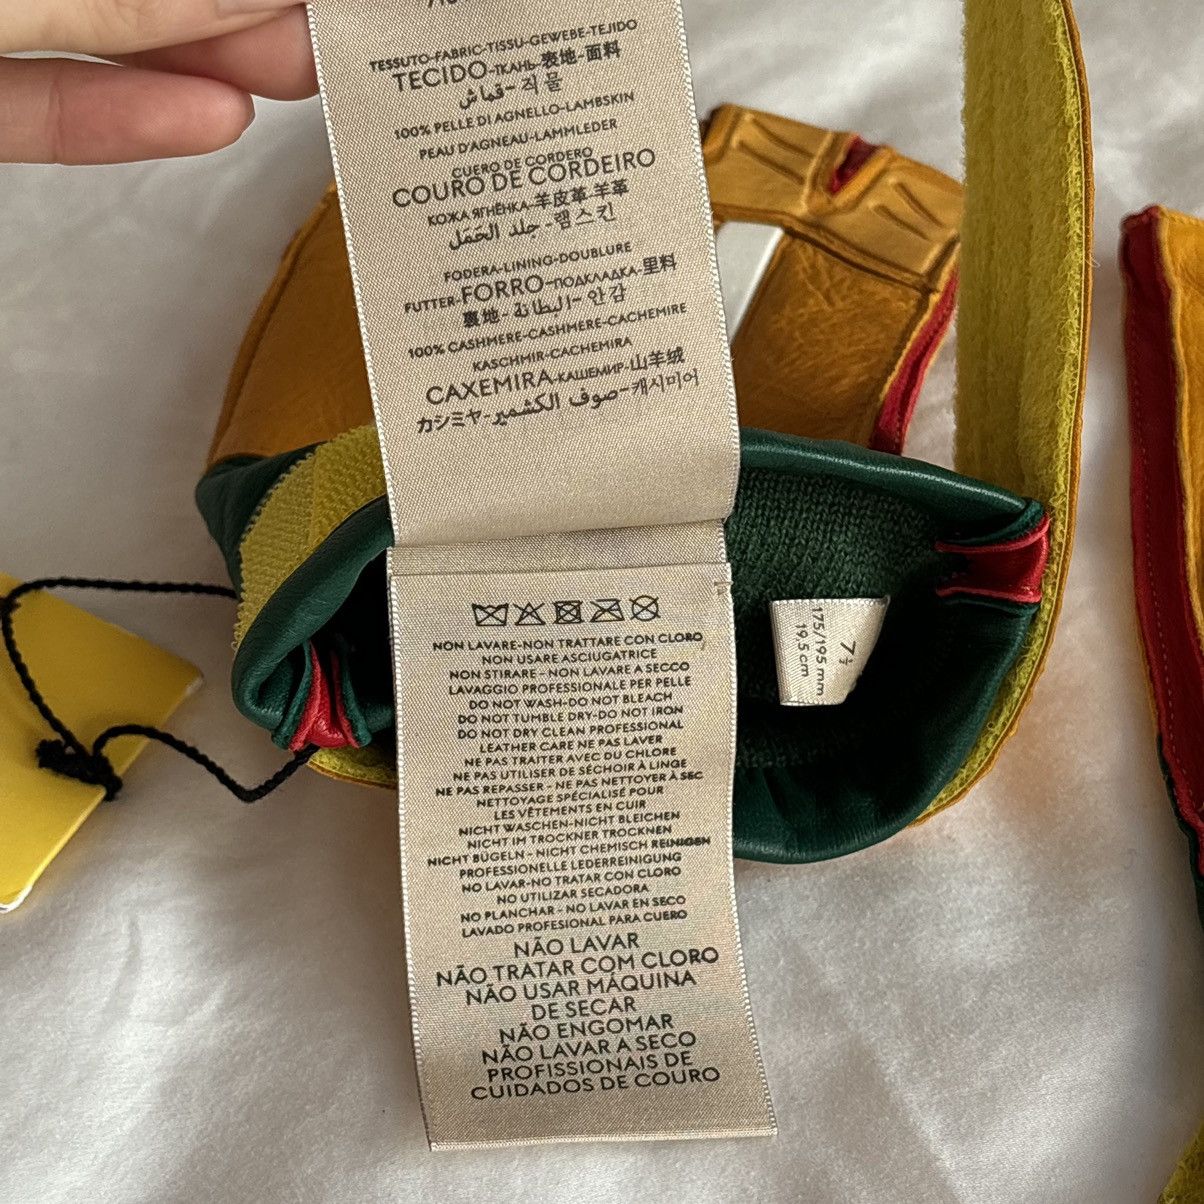 TESSUTO-FABRIC-TISSU-GEWEBE-TEJIDO
TECIDO-ТКАНЬ-表地-面料
قماش-직물
100% PELLE DI AGNELLO-LAMBSKIN
PEAU D'AGNEAU-LAMMLEDER
CUERO DE CORDERO
COURO DE CORDEIRO
КОЖА ЯГНЁНКА-羊皮革-羊革
جلد الحَمَل-램스킨
FODERA-LINING-DOUBLURE
FUTTER-FORRO-ПОДКЛАДКА-里料
裏地-البطانة-안감
100% CASHMERE-CASHMERE-CACHEMIRE
KASCHMIR-CACHEMIRA
CAXEMIRA-КАШЕМИР-山羊绒
カシミヤ-صوف الكشمير-캐시미어
NON LAVARE-NON TRATTARE CON CLORO
NON USARE ASCIUGATRICE
NON STIRARE-NON LAVARE A SECCO
LAVAGGIO PROFESSIONALE PER PELLE
DO NOT WASH-DO NOT BLEACH
DO NOT TUMBLE DRY-DO NOT IRON
DO NOT DRY CLEAN PROFESSIONAL
LEATHER CARE NE PAS LAVER
NE PAS TRAITER AVEC DU CHLORE
NE PAS UTILISER DE SÉCHOIR À LINGE
NE PAS REPASSER - NE PAS NETTOYER À SEC
NETTOYAGE SPÉCIALISÉ POUR
LES VÊTEMENTS EN CUIR
NICHT WASCHEN-NICHT BLEICHEN
NICHT IM TROCKNER TROCKNEN
NICHT BÜGELN - NICHT CHEMISCH REINIGEN
PROFESSIONELLE LEDERREINIGUNG
NO LAVAR-NO TRATAR CON CLORO
NO UTILIZAR SECADORA
NO PLANCHAR - NO LAVAR EN SECO
LAVADO PROFESIONAL PARA CUERO
NÃO LAVAR
NÃO TRATAR COM CLORO
NÃO USAR MÁQUINA
DE SECAR
NÃO ENGOMAR
NÃO LAVAR A SECO
PROFISSIONAIS DE
CUIDADOS DE COURO
7½
175/195 mm
19,5 cm